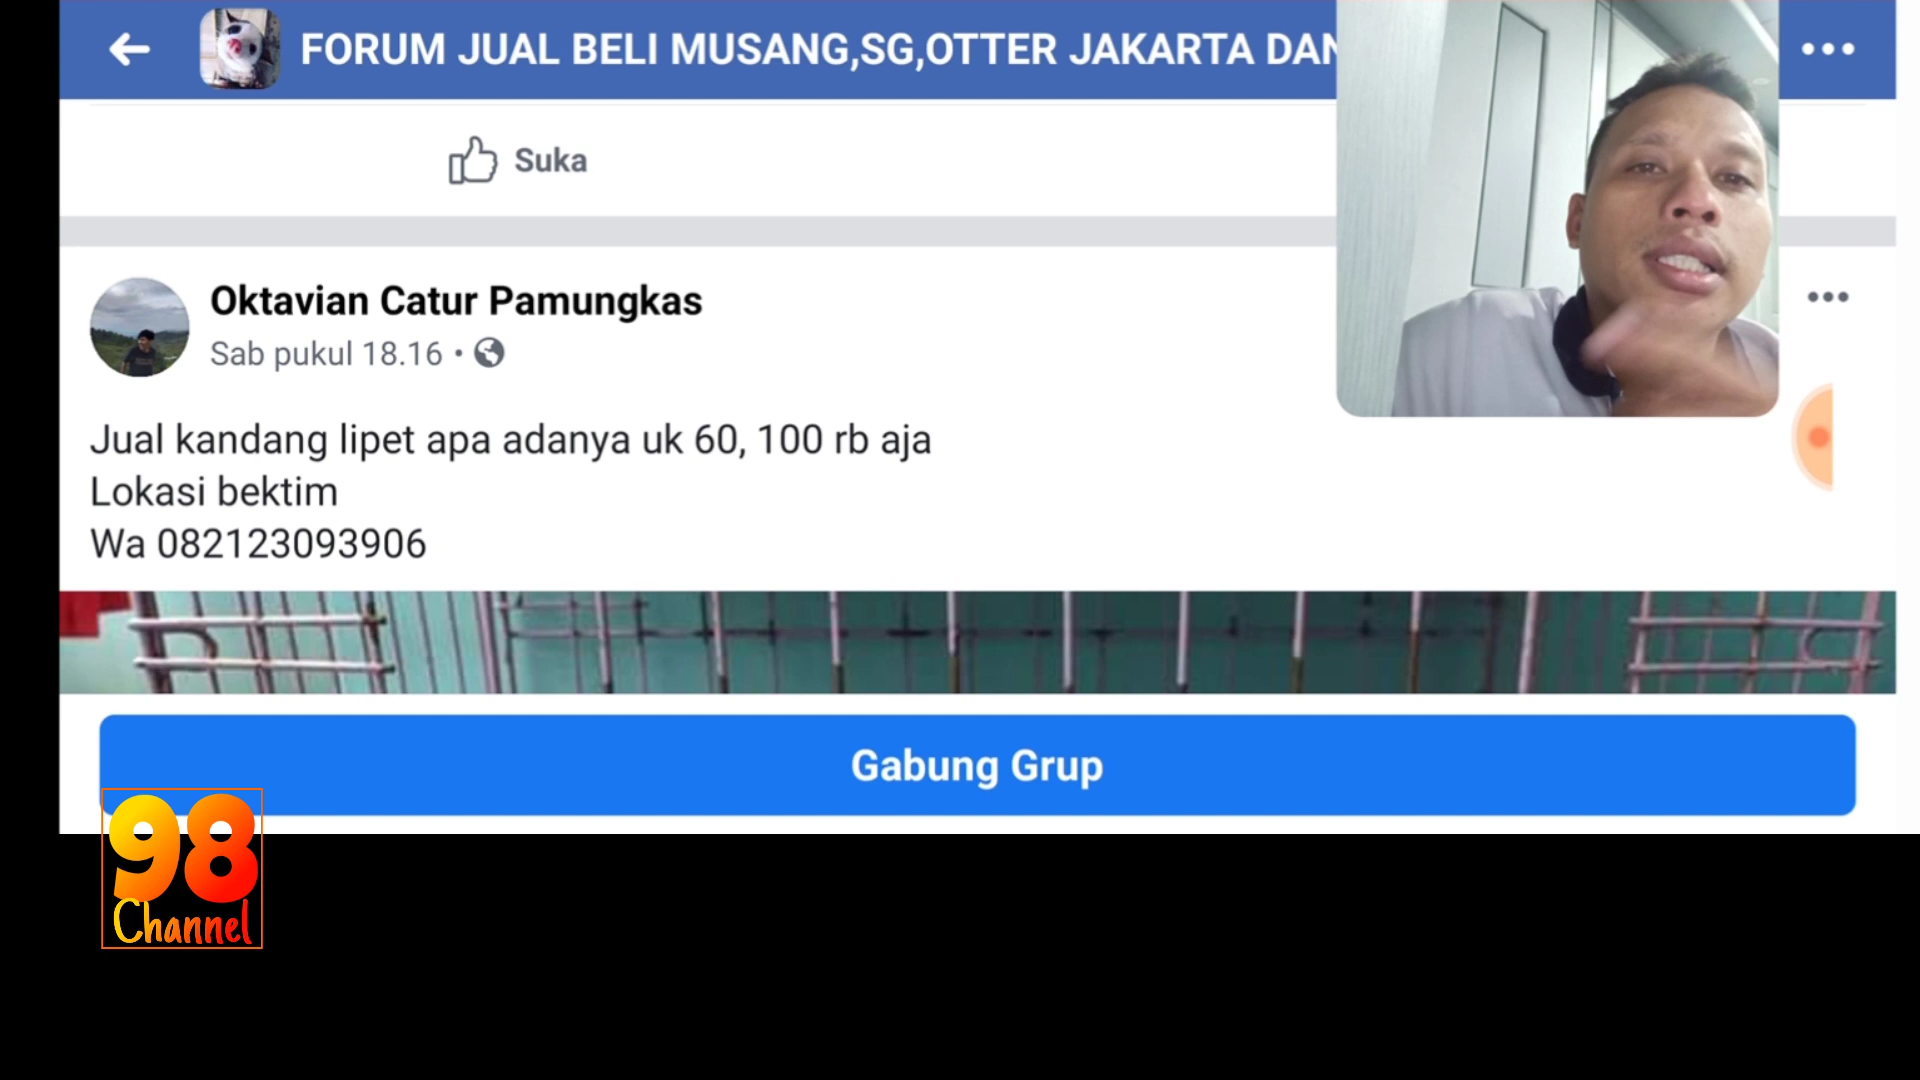 FORUM JUAL BELI MUSANG,SG,OTTER JAKARTA DAN
Suka
Oktavian Catur Pamungkas
Sab pukul 18.16 •
Jual kandang lipet apa adanya uk 60, 100 rb aja
Lokasi bektim
Wa 082123093906
Gabung Grup
98
Channel